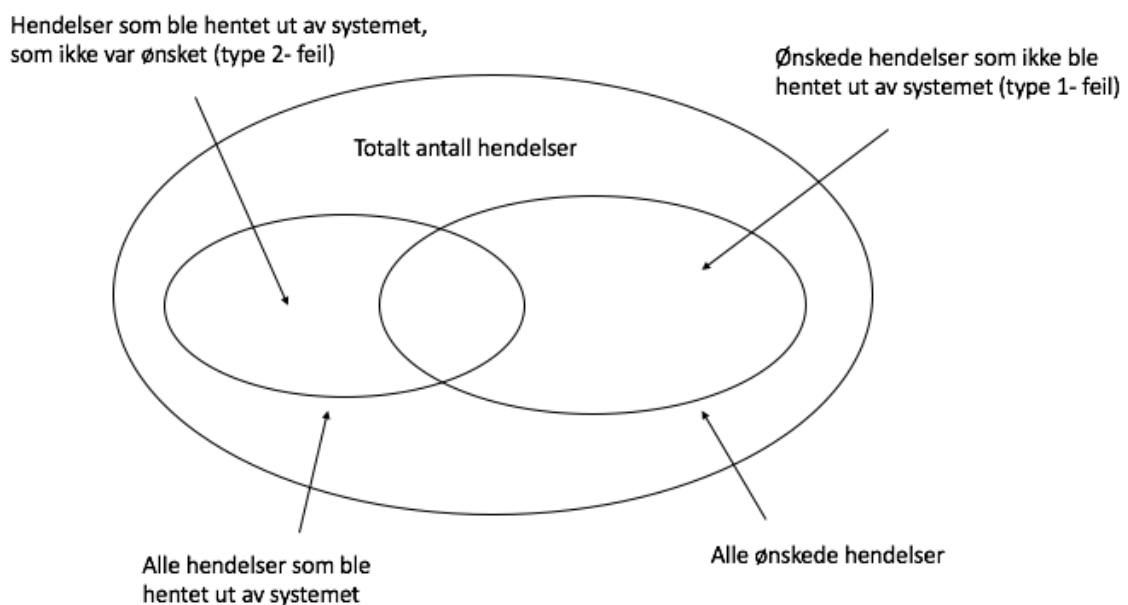 Hendelser som ble hentet ut av systemet,
som ikke var ønsket (type 2- feil)
Ønskede hendelser som ikke ble
hentet ut av systemet (type 1- feil)
Totalt antall hendelser
Alle hendelser som ble
hentet ut av systemet
Alle ønskede hendelser